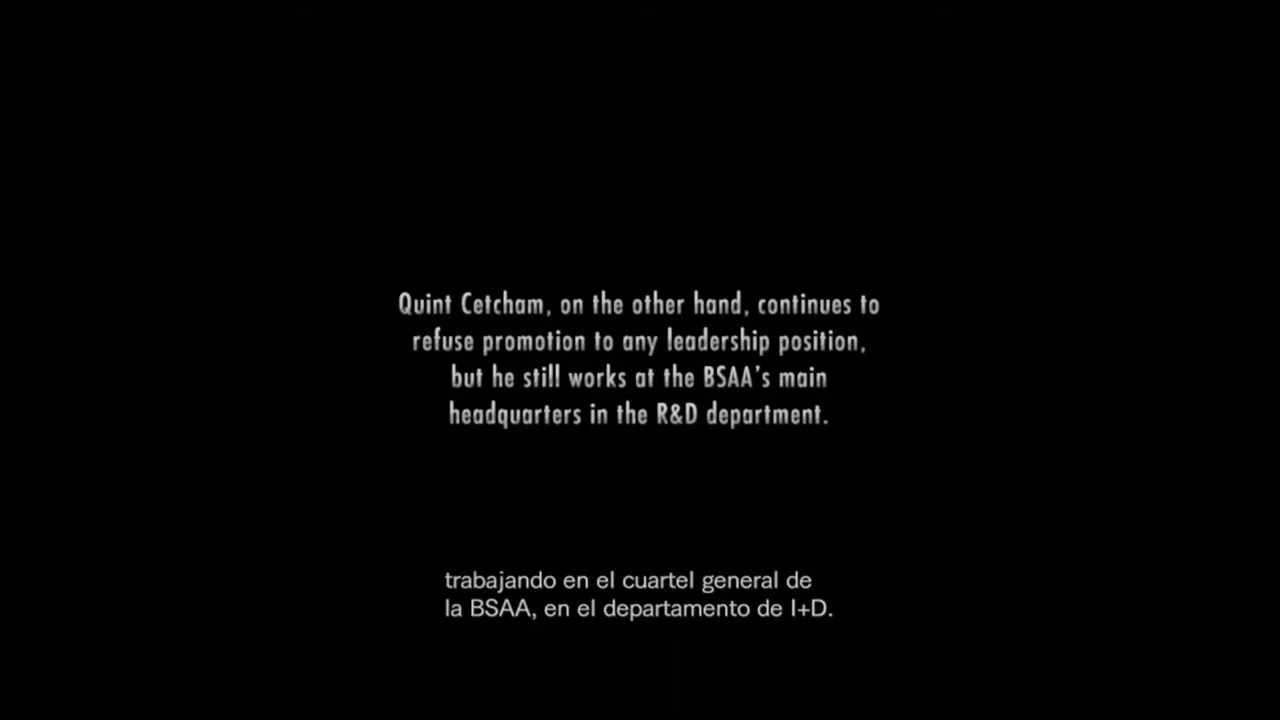 Quint Cetcham, on the other hand, continues to
refuse promotion to any leadership position,
but he still works at the BSAA's main
headquarters in the R&D department.
trabajando en el cuartel general de
la BSAA, en el departamento de I+D.